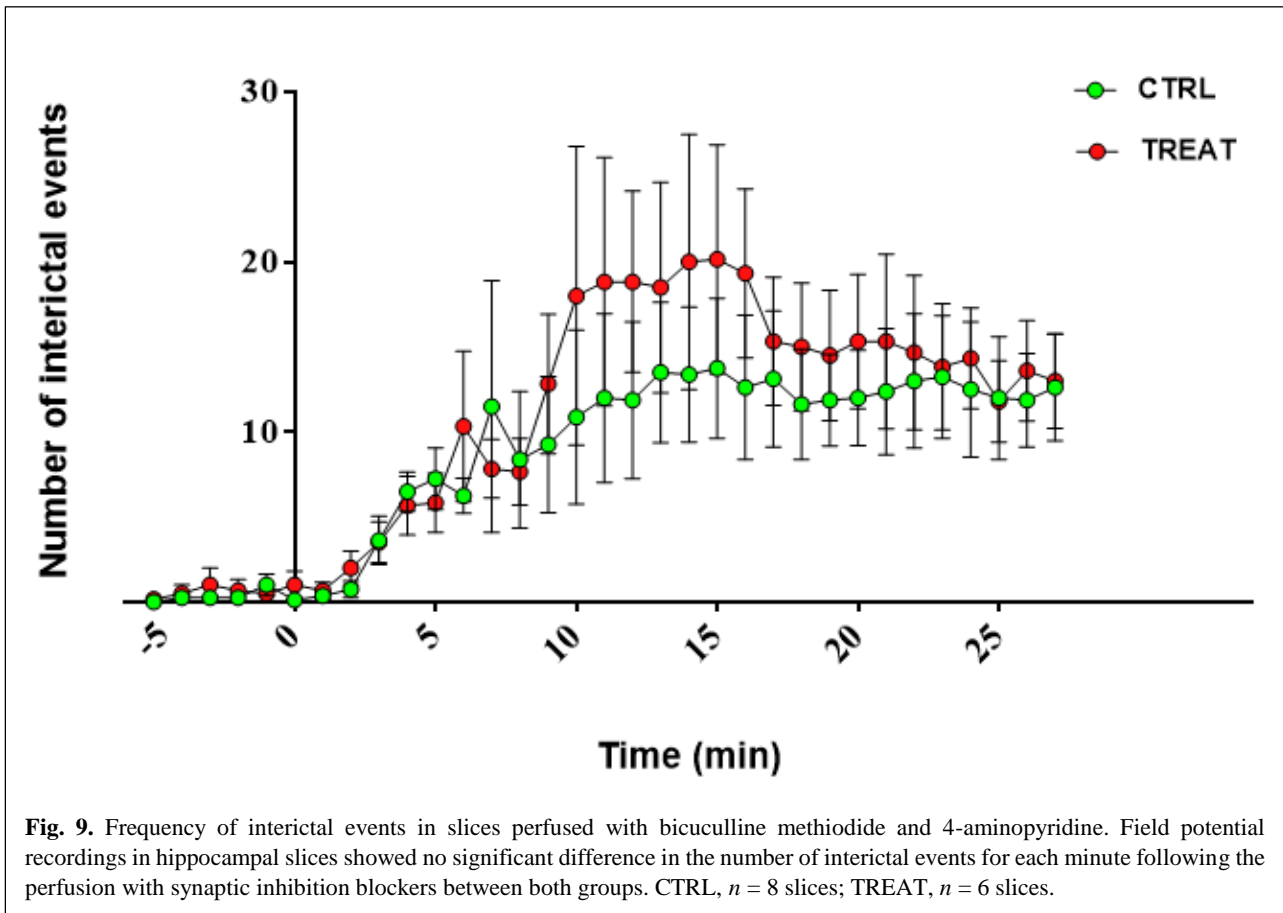 Number of interictal events
30
20
10
CTRL
TREAT
-5
0
5
10
15
20
25
Time (min)
Fig. 9. Frequency of interictal events in slices perfused with bicuculline methiodide and 4-aminopyridine. Field potential
recordings in hippocampal slices showed no significant difference in the number of interictal events for each minute following the
perfusion with synaptic inhibition blockers between both groups. CTRL, n = 8 slices; TREAT, n = 6 slices.